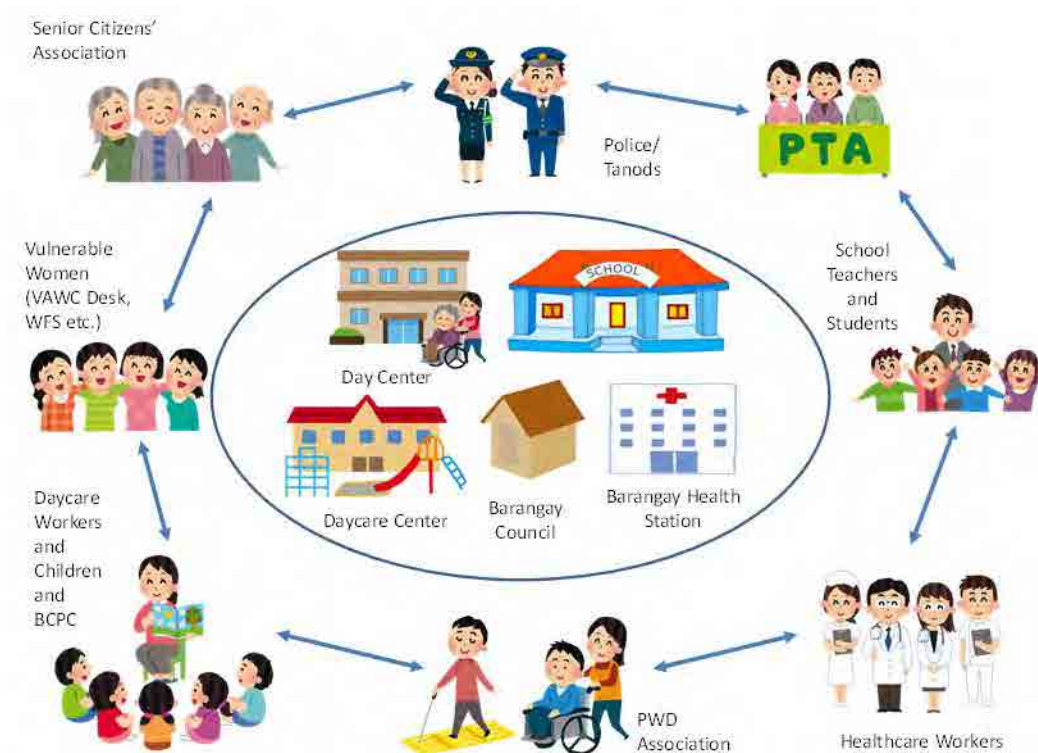 Senior Citizens’
Association
Police/
Tanods
PTA
Vulnerable
Women
(VAWC Desk,
WFS etc.)
School
Teachers
and
Students
SCHOOL
Day Center
Daycare Center
Barangay
Council
Barangay Health
Station
Daycare
Workers
and
Children
and
BCPC
PWD
Association
Healthcare Workers